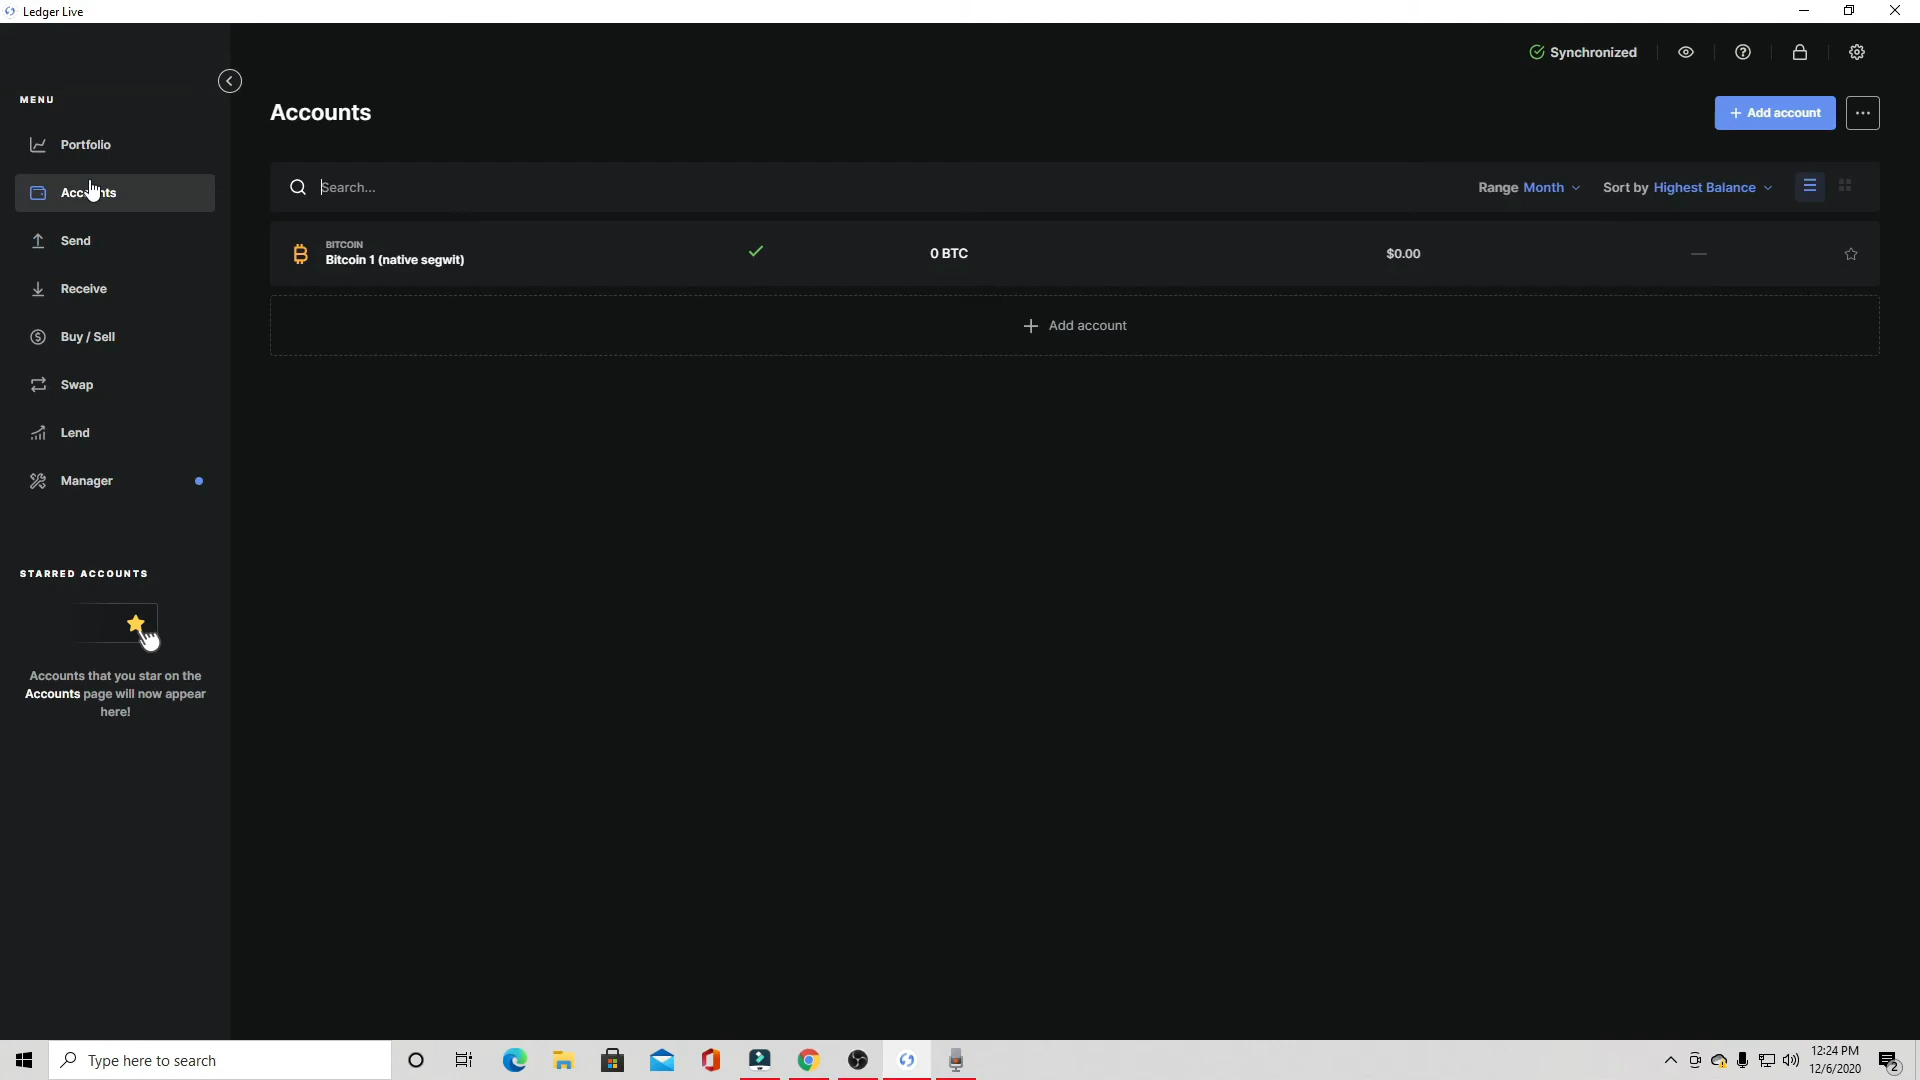 Ledger Live
Synchronized
MENU
Accounts
+ Add account
Portfolio
Accounts
Search...
Range Month
Sort by Highest Balance
Send
BITCOIN
Bitcoin 1 (native segwit)
0 BTC
$0.00
—
Receive
+ Add account
Buy / Sell
Swap
Lend
Manager
STARRED ACCOUNTS
Accounts that you star on the
Accounts page will now appear
here!
Type here to search
12:24 PM
12/6/2020
2